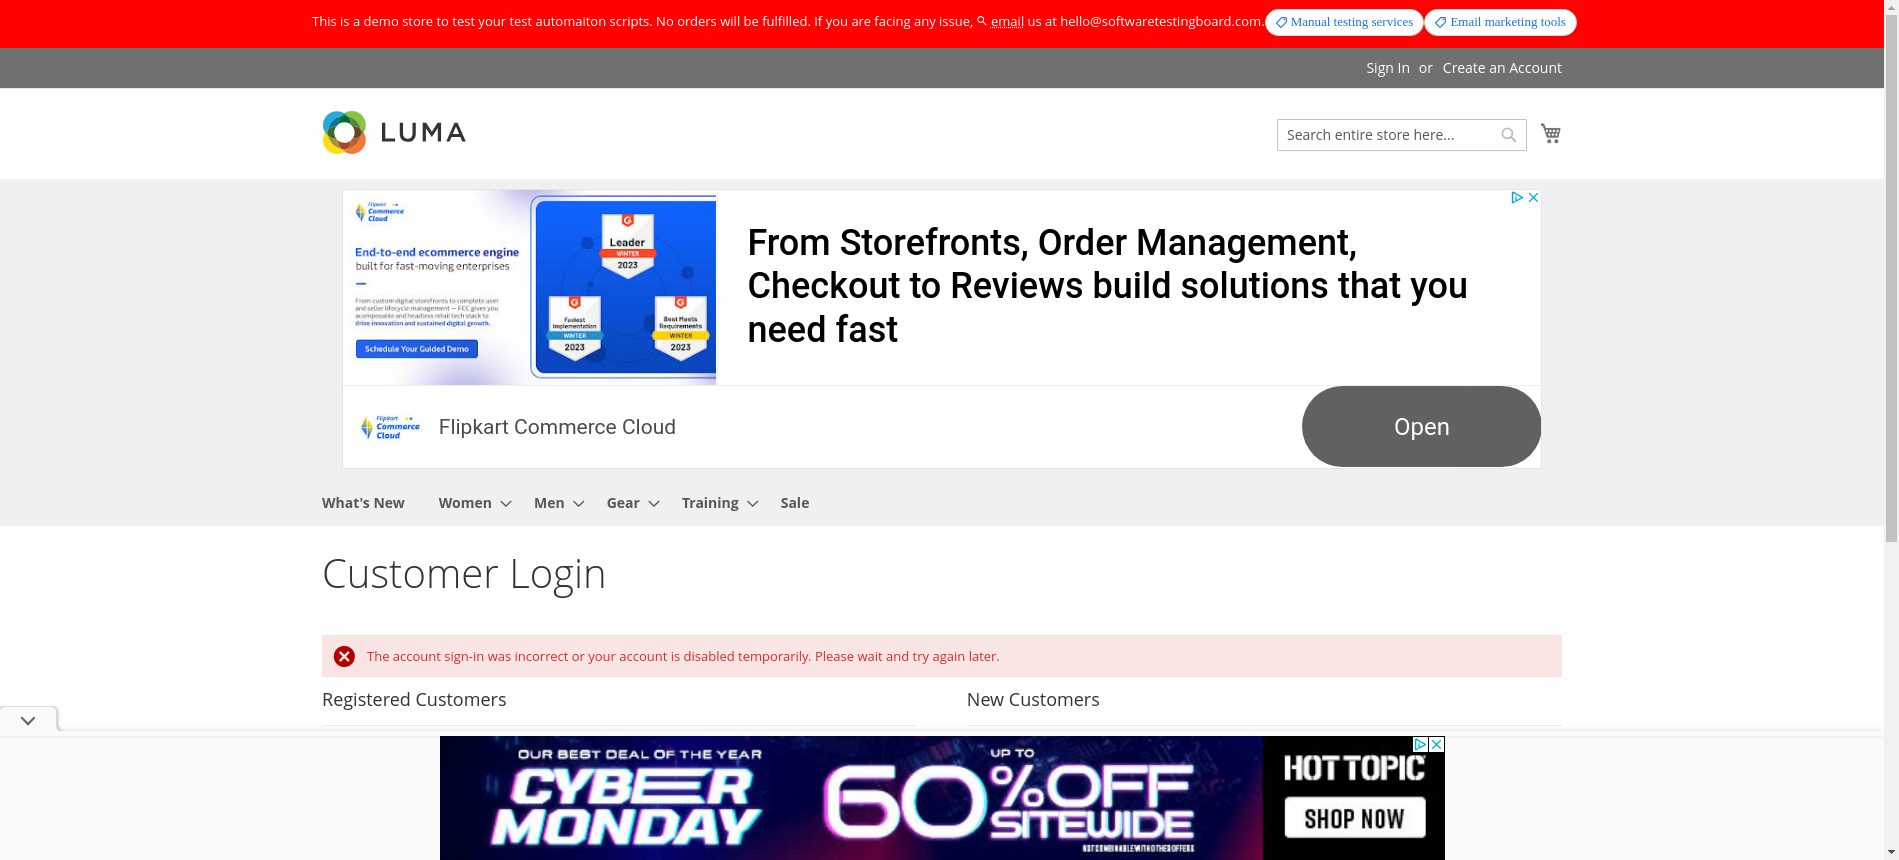 This is a demo store to test your test automaiton scripts. No orders will be fulfilled. If you are facing any issue, email us at hello@softwaretestingboard.com. Manual testing services Email marketing tools
Sign In or Create an Account
LUMA
Search entire store here...
Flipkart
Commerce
Cloud
End-to-end ecommerce engine
built for fast-moving enterprises
From custom digital storefronts to complete user
and seller lifecycle management — FCC gives you
acomposable and headless retail tech stack to
drive innovation and sustained digital growth.
Schedule Your Guided Demo
Leader
WINTER
2023
Fastest
Implementation
WINTER
2023
Best Meets
Requirements
WINTER
2023
From Storefronts, Order Management,
Checkout to Reviews build solutions that you
need fast
Flipkart
Commerce
Cloud
Flipkart Commerce Cloud
Open
What's New Women Men Gear Training Sale
Customer Login
The account sign-in was incorrect or your account is disabled temporarily. Please wait and try again later.
Registered Customers
New Customers
OUR BEST DEAL OF THE YEAR
CYBER
MONDAY
UP TO
60% OFF
SITEWIDE
NOT COMBINABLE WITH OTHER OFFERS
HOT TOPIC
SHOP NOW